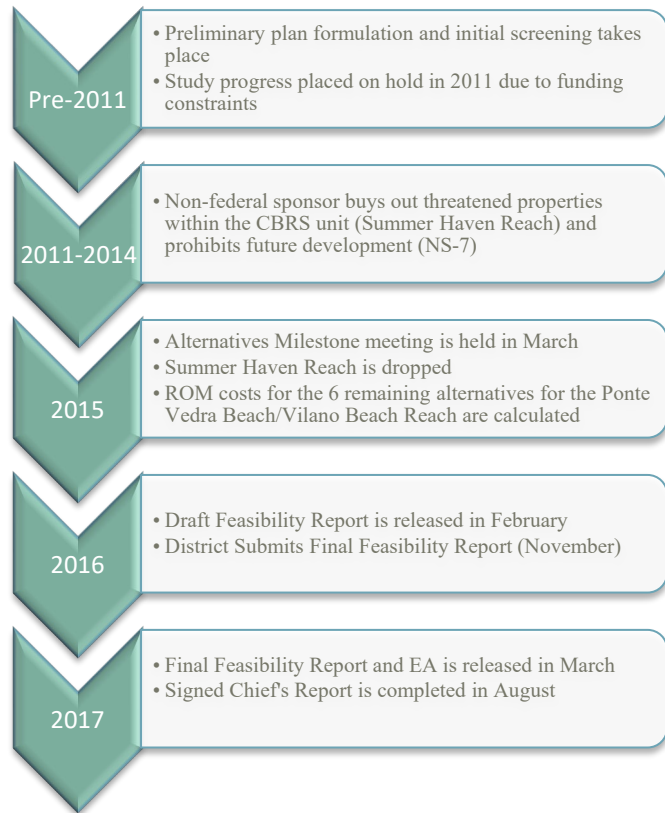 Pre-2011
• Preliminary plan formulation and initial screening takes
place
• Study progress placed on hold in 2011 due to funding
constraints
2011-2014
• Non-federal sponsor buys out threatened properties
within the CBRS unit (Summer Haven Reach) and
prohibits future development (NS-7)
2015
• Alternatives Milestone meeting is held in March
• Summer Haven Reach is dropped
• ROM costs for the 6 remaining alternatives for the Ponte
Vedra Beach/Vilano Beach Reach are calculated
2016
• Draft Feasibility Report is released in February
• District Submits Final Feasibility Report (November)
2017
• Final Feasibility Report and EA is released in March
• Signed Chief's Report is completed in August